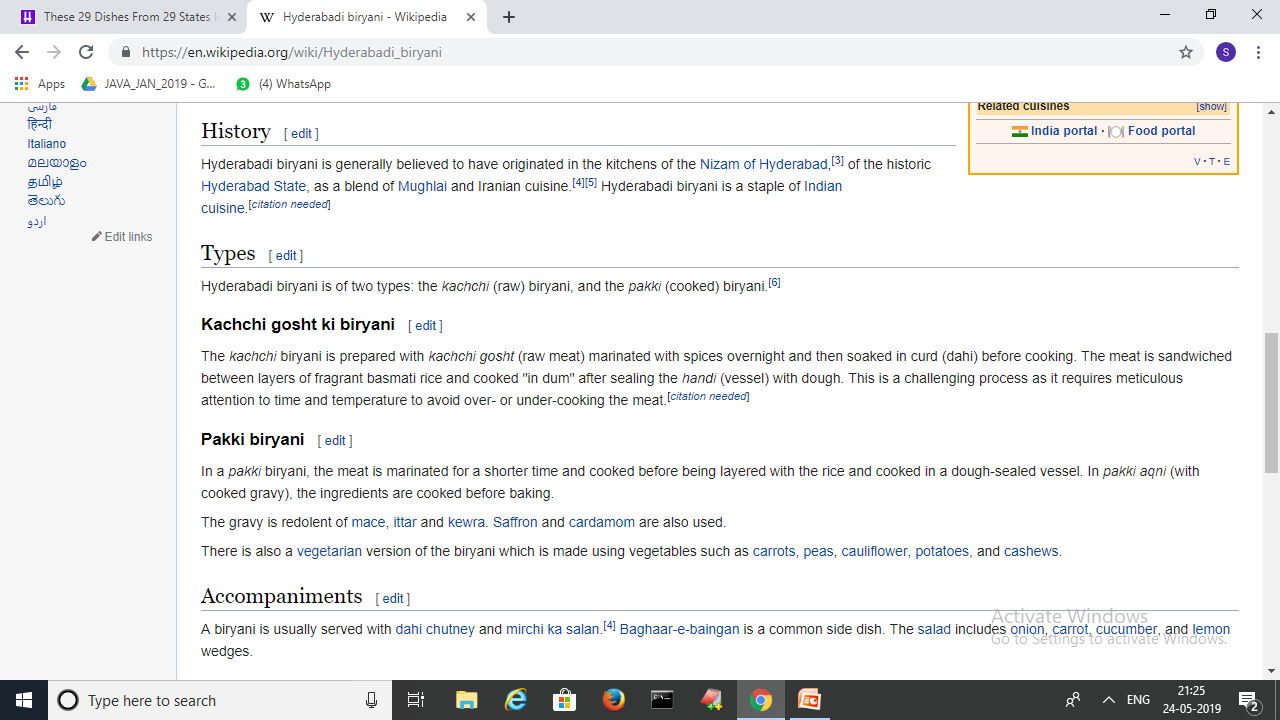 These 29 Dishes From 29 States
Hyderabadi biryani - Wikipedia
https://en.wikipedia.org/wiki/Hyderabadi_biryani
S
Apps
JAVA_JAN_2019 - G...
3
(4) WhatsApp
فارسی
हिन्दी
Italiano
മലയാളം
தமிழ்
తెలుగు
اردو
Edit links
Related cuisines [show]
India portal · Food portal
V · T · E
History [ edit ]
Hyderabadi biryani is generally believed to have originated in the kitchens of the Nizam of Hyderabad,[3] of the historic
Hyderabad State, as a blend of Mughlai and Iranian cuisine.[4][5] Hyderabadi biryani is a staple of Indian
cuisine.[citation needed]
Types [ edit ]
Hyderabadi biryani is of two types: the kachchi (raw) biryani, and the pakki (cooked) biryani.[6]
Kachchi gosht ki biryani [ edit ]
The kachchi biryani is prepared with kachchi gosht (raw meat) marinated with spices overnight and then soaked in curd (dahi) before cooking. The meat is sandwiched
between layers of fragrant basmati rice and cooked "in dum" after sealing the handi (vessel) with dough. This is a challenging process as it requires meticulous
attention to time and temperature to avoid over- or under-cooking the meat.[citation needed]
Pakki biryani [ edit ]
In a pakki biryani, the meat is marinated for a shorter time and cooked before being layered with the rice and cooked in a dough-sealed vessel. In pakki aqni (with
cooked gravy), the ingredients are cooked before baking.
The gravy is redolent of mace, ittar and kewra. Saffron and cardamom are also used.
There is also a vegetarian version of the biryani which is made using vegetables such as carrots, peas, cauliflower, potatoes, and cashews.
Accompaniments [ edit ]
A biryani is usually served with dahi chutney and mirchi ka salan.[4] Baghaar-e-baingan is a common side dish. The salad includes onion, carrot, cucumber, and lemon
wedges.
Activate Windows
Go to Settings to activate Windows.
Type here to search
ENG
21:25
24-05-2019
2